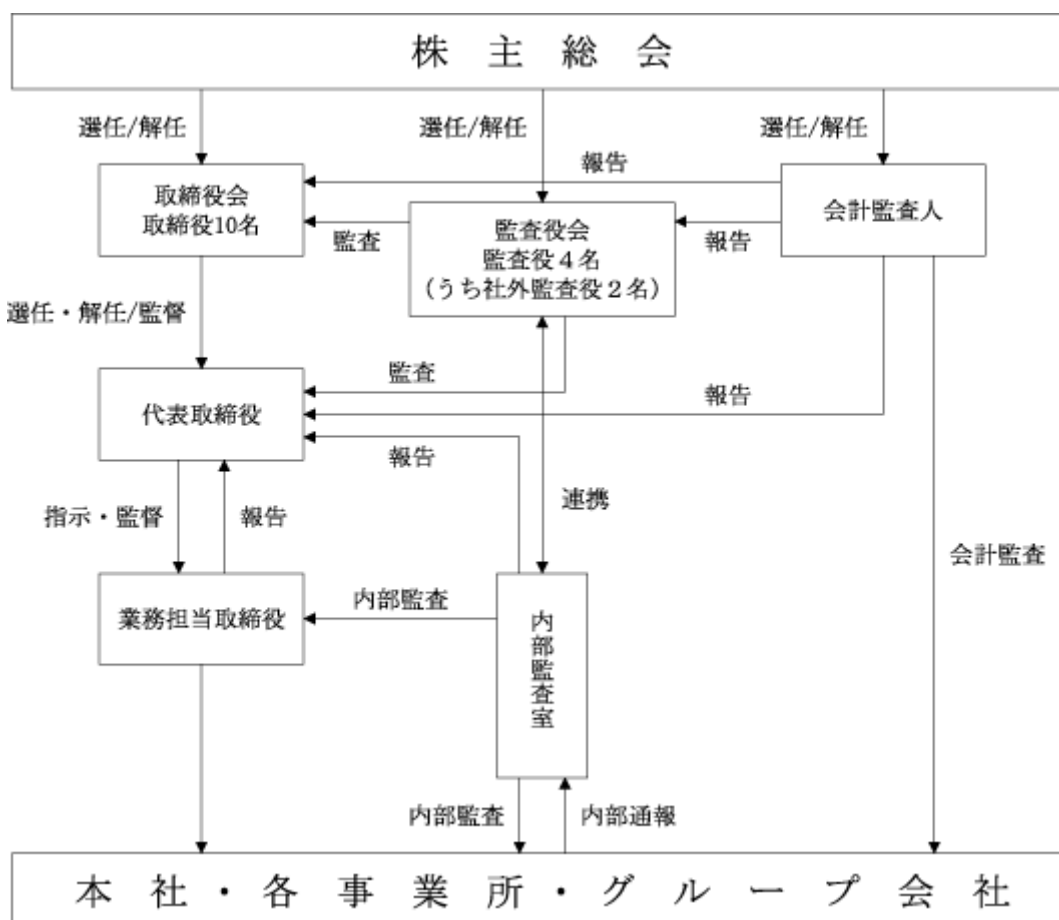 株主総会
選任/解任
選任/解任
選任/解任
報告
取締役会
取締役10名
会計監査人
監査
監査役会
監査役４名
（うち社外監査役２名）
報告
選任・解任/監督
監査
代表取締役
報告
報告
連携
指示・監督
報告
会計監査
業務担当取締役
内部監査
内部監査室
内部監査
内部通報
本社・各事業所・グループ会社